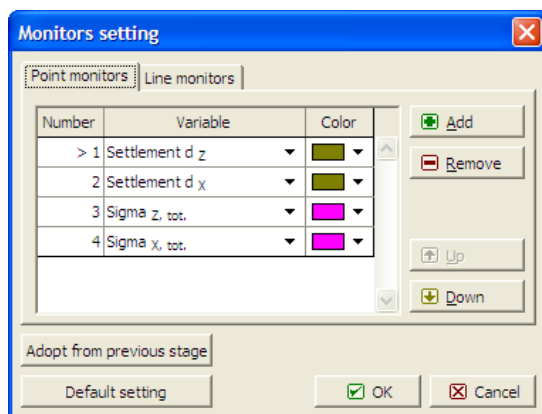 Monitors setting
Point monitors Line monitors
Number Variable Color
> 1 Settlement d Z
2 Settlement d X
3 Sigma Z, tot.
4 Sigma X, tot.
Add
Remove
Up
Down
Adopt from previous stage
Default setting
OK
Cancel